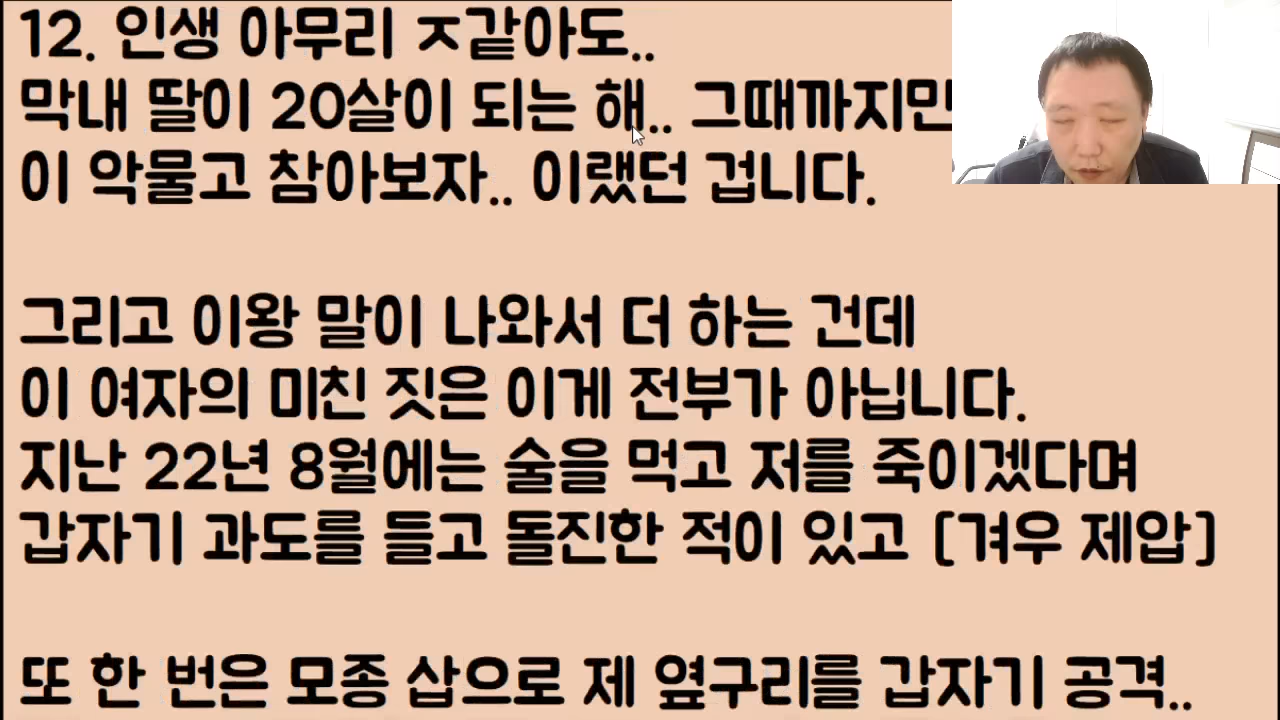 12. 인생 아무리 ㅈ같아도..
막내 딸이 20살이 되는 해.. 그때까지만
이 악물고 참아보자.. 이랬던 겁니다.
그리고 이왕 말이 나와서 더 하는 건데
이 여자의 미친 짓은 이게 전부가 아닙니다.
지난 22년 8월에는 술을 먹고 저를 죽이겠다며
갑자기 과도를 들고 돌진한 적이 있고 [겨우 제압]
또 한 번은 모종 삽으로 제 옆구리를 갑자기 공격..